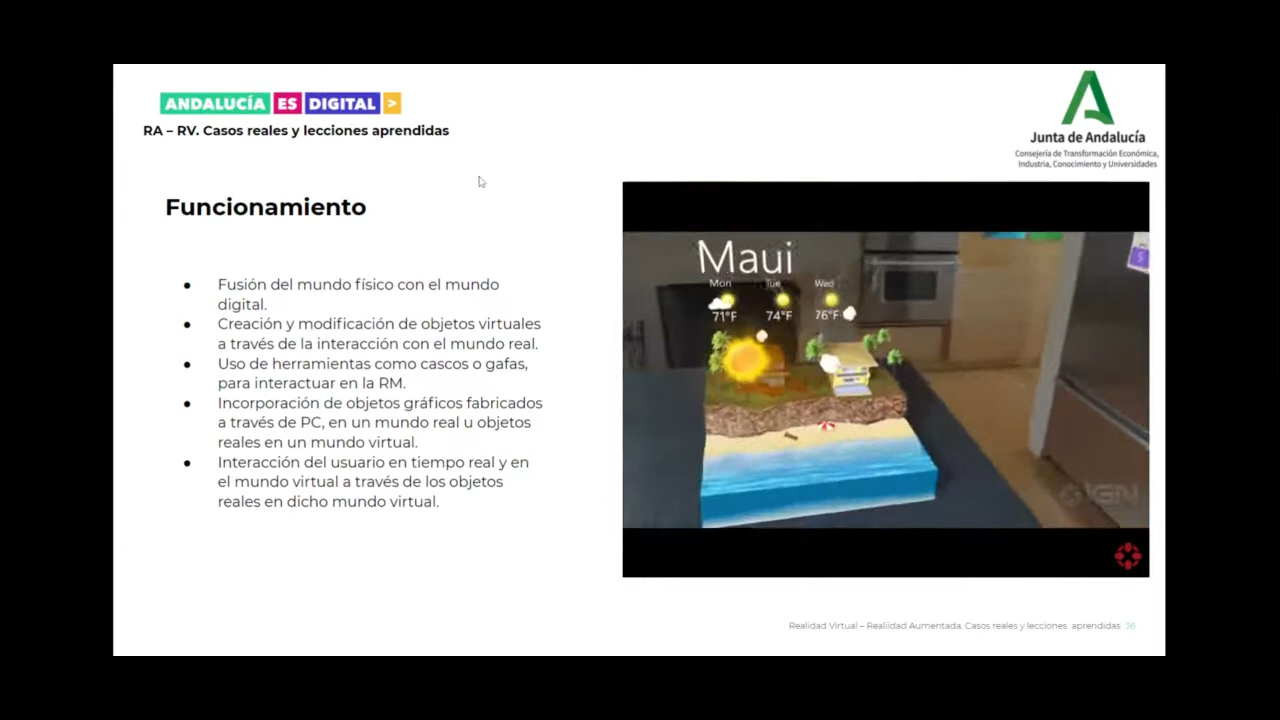 ANDALUCÍA ES DIGITAL >
RA – RV. Casos reales y lecciones aprendidas
Junta de Andalucía
Consejería de Transformación Económica,
Industria, Conocimiento y Universidades
Funcionamiento
● Fusión del mundo físico con el mundo
digital.
● Creación y modificación de objetos virtuales
a través de la interacción con el mundo real.
● Uso de herramientas como cascos o gafas,
para interactuar en la RM.
● Incorporación de objetos gráficos fabricados
a través de PC, en un mundo real u objetos
reales en un mundo virtual.
● Interacción del usuario en tiempo real y en
el mundo virtual a través de los objetos
reales en dicho mundo virtual.
Maui
Mon Tue Wed
71°F 74°F 76°F
IGN
Realidad Virtual – Realiidad Aumentada. Casos reales y lecciones aprendidas 36